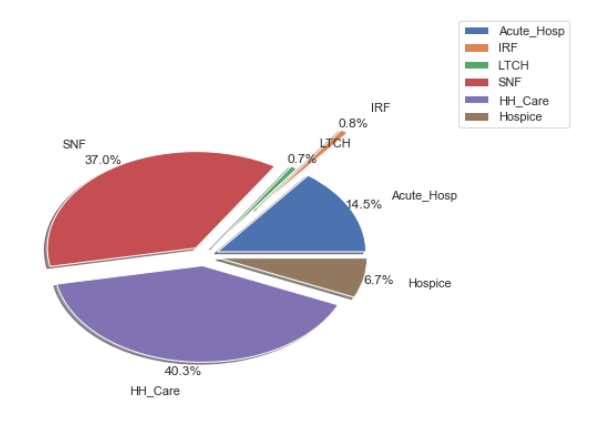 Acute_Hosp
IRF
LTCH
SNF
HH_Care
Hospice
IRF
0.8%
LTCH
0.7%
SNF
37.0%
Acute_Hosp
14.5%
Hospice
6.7%
40.3%
HH_Care